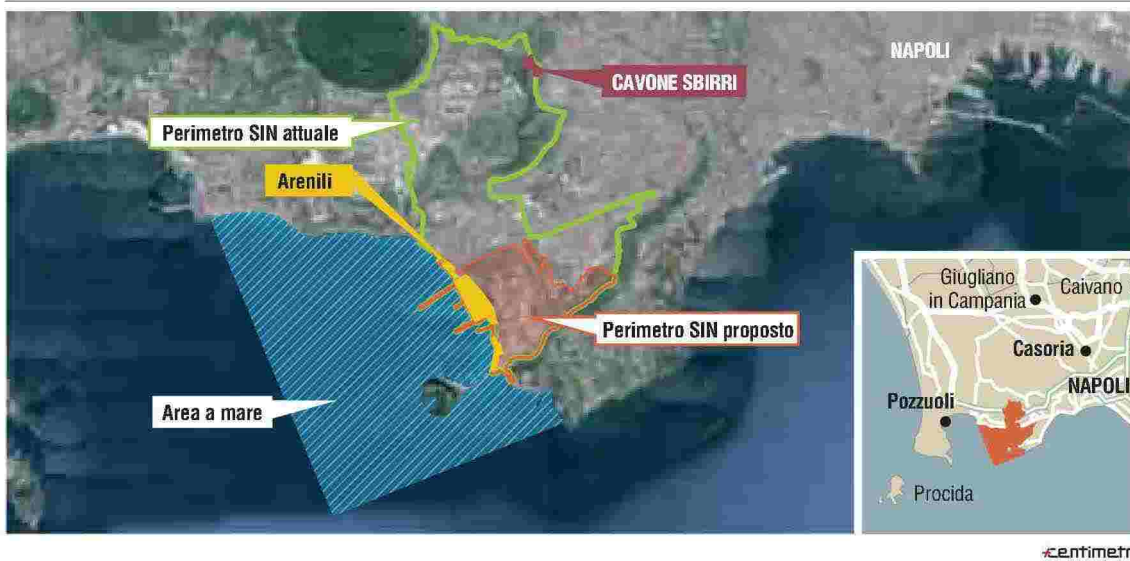 NAPOLI
CAVONE SBIRRI
Perimetro SIN attuale
Arenili
Perimetro SIN proposto
Area a mare
Giugliano
in Campania
Caivano
Casoria
NAPOLI
Pozzuoli
Procida
centimetr